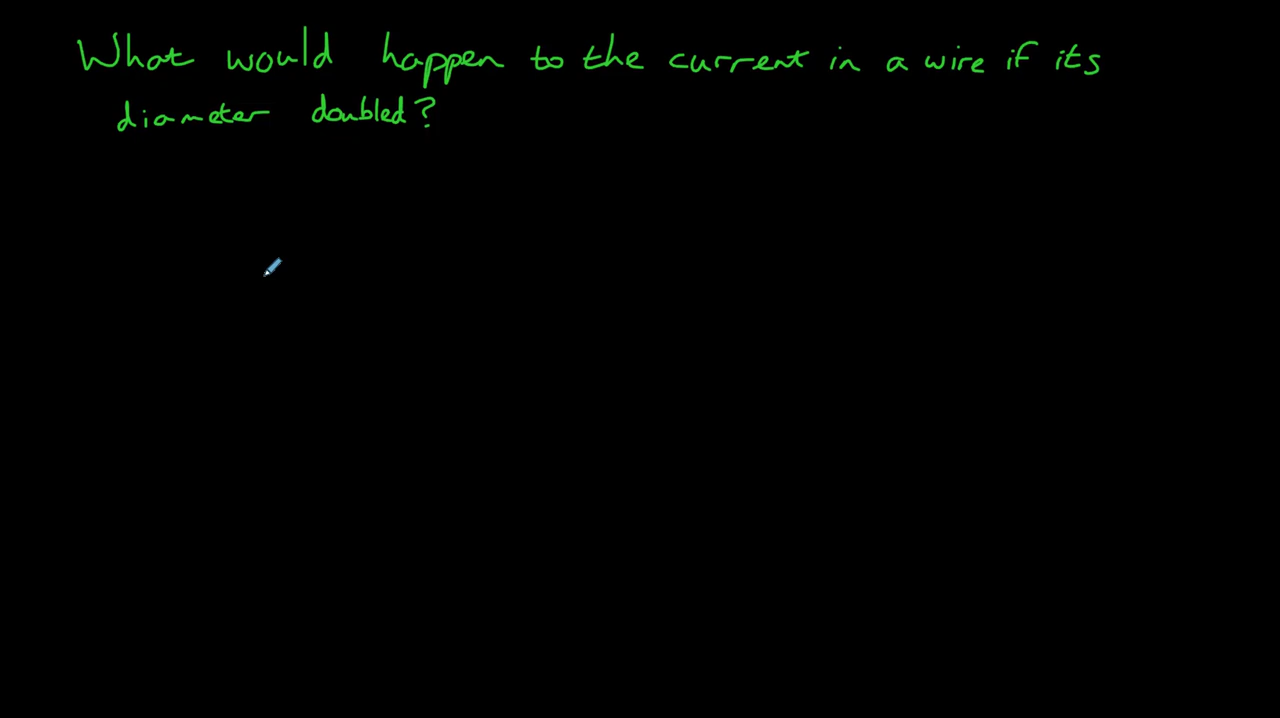 What would happen to the current in a wire if its
diameter doubled?